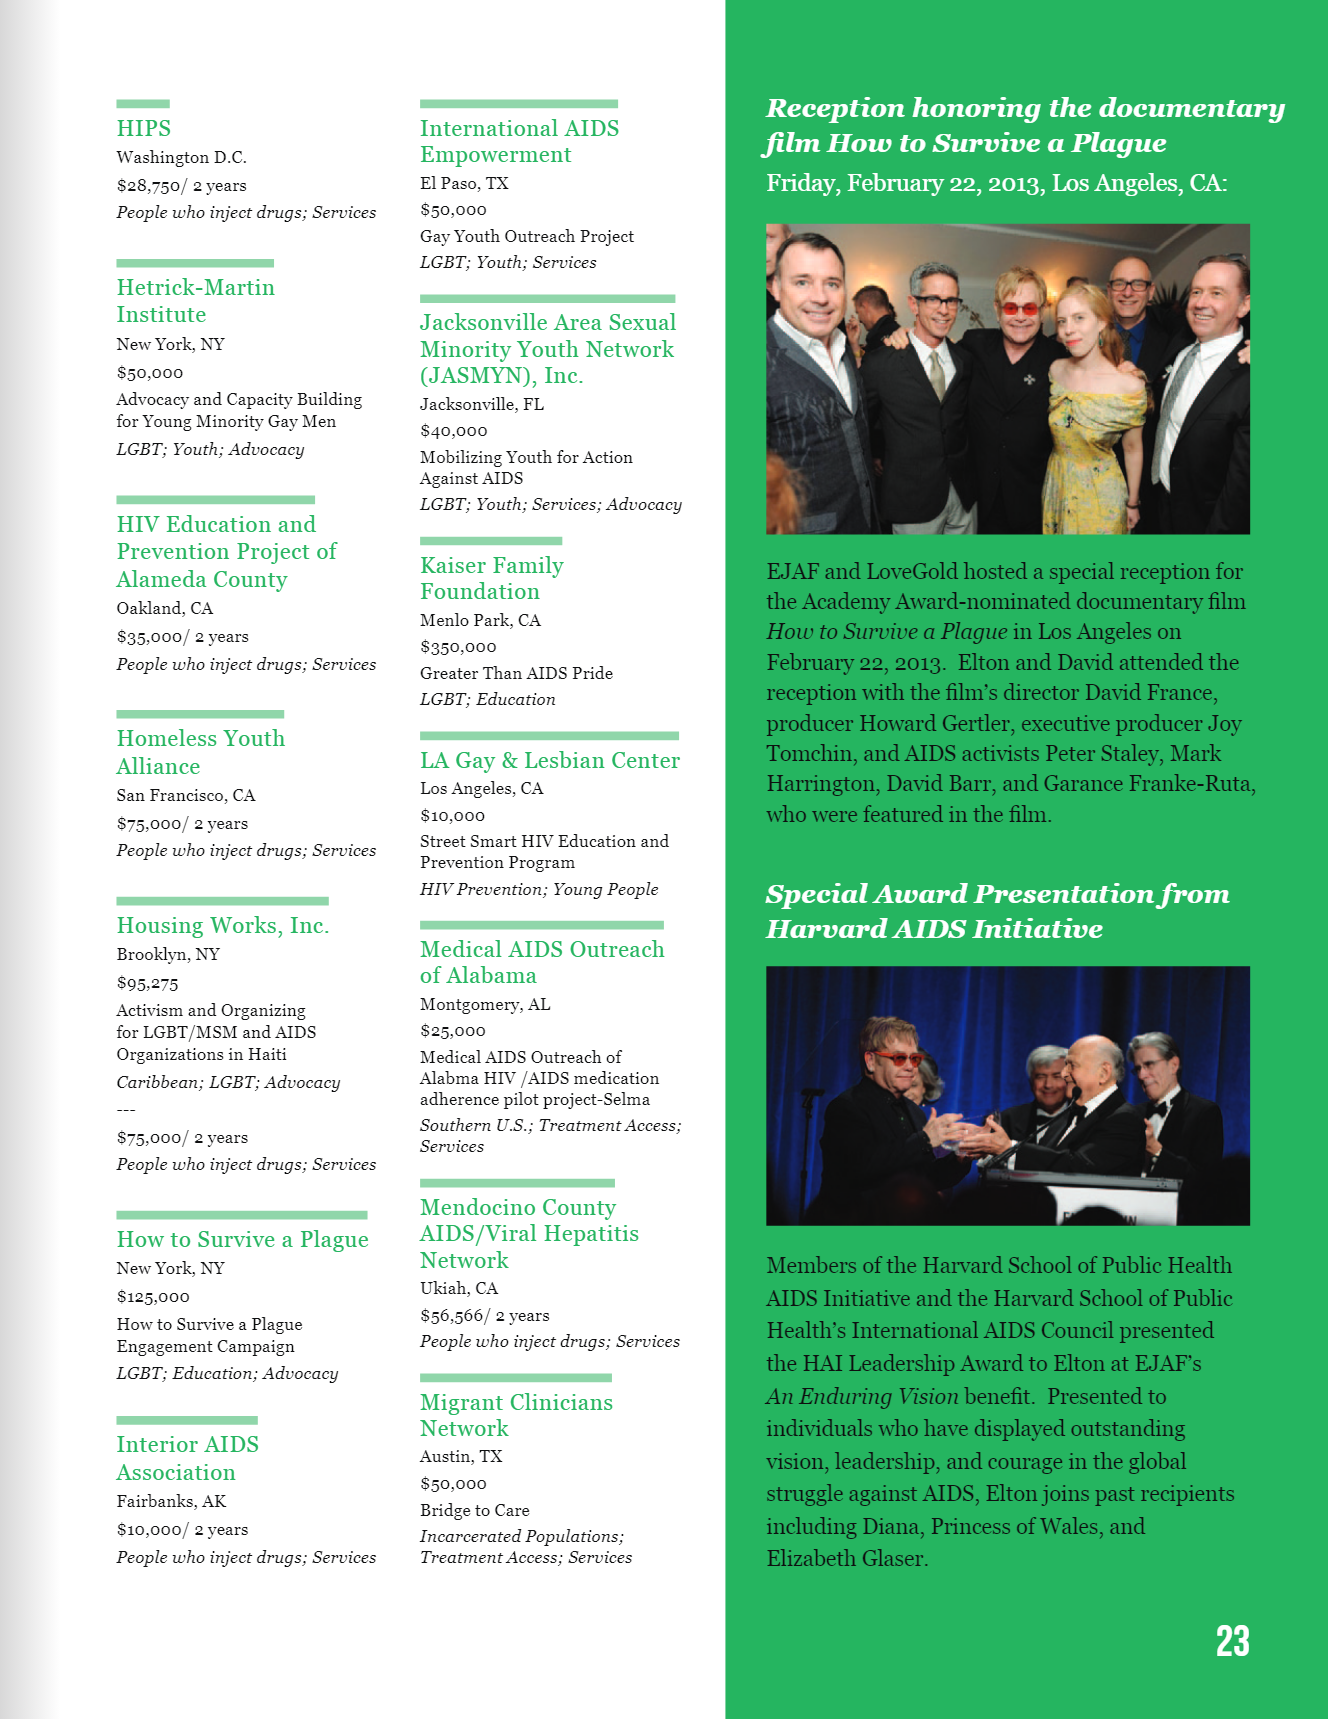 HIPS
Washington D.C.
$28,750/ 2 years
People who inject drugs; Services
Hetrick-Martin
Institute
New York, NY
$50,000
Advocacy and Capacity Building
for Young Minority Gay Men
LGBT; Youth; Advocacy
HIV Education and
Prevention Project of
Alameda County
Oakland, CA
$35,000/ 2 years
People who inject drugs; Services
Homeless Youth
Alliance
San Francisco, CA
$75,000/ 2 years
People who inject drugs; Services
Housing Works, Inc.
Brooklyn, NY
$95,275
Activism and Organizing
for LGBT/MSM and AIDS
Organizations in Haiti
Caribbean; LGBT; Advocacy
---
$75,000/ 2 years
People who inject drugs; Services
How to Survive a Plague
New York, NY
$125,000
How to Survive a Plague
Engagement Campaign
LGBT; Education; Advocacy
Interior AIDS
Association
Fairbanks, AK
$10,000/ 2 years
People who inject drugs; Services
International AIDS
Empowerment
El Paso, TX
$50,000
Gay Youth Outreach Project
LGBT; Youth; Services
Jacksonville Area Sexual
Minority Youth Network
(JASMYN), Inc.
Jacksonville, FL
$40,000
Mobilizing Youth for Action
Against AIDS
LGBT; Youth; Services; Advocacy
Kaiser Family
Foundation
Menlo Park, CA
$350,000
Greater Than AIDS Pride
LGBT; Education
LA Gay & Lesbian Center
Los Angeles, CA
$10,000
Street Smart HIV Education and
Prevention Program
HIV Prevention; Young People
Medical AIDS Outreach
of Alabama
Montgomery, AL
$25,000
Medical AIDS Outreach of
Alabma HIV /AIDS medication
adherence pilot project-Selma
Southern U.S.; Treatment Access;
Services
Mendocino County
AIDS/Viral Hepatitis
Network
Ukiah, CA
$56,566/ 2 years
People who inject drugs; Services
Migrant Clinicians
Network
Austin, TX
$50,000
Bridge to Care
Incarcerated Populations;
Treatment Access; Services
Reception honoring the documentary
film How to Survive a Plague
Friday, February 22, 2013, Los Angeles, CA:
EJAF and LoveGold hosted a special reception for
the Academy Award-nominated documentary film
How to Survive a Plague in Los Angeles on
February 22, 2013.  Elton and David attended the
reception with the film’s director David France,
producer Howard Gertler, executive producer Joy
Tomchin, and AIDS activists Peter Staley, Mark
Harrington, David Barr, and Garance Franke-Ruta,
who were featured in the film.
Special Award Presentation from
Harvard AIDS Initiative
Members of the Harvard School of Public Health
AIDS Initiative and the Harvard School of Public
Health’s International AIDS Council presented
the HAI Leadership Award to Elton at EJAF’s
An Enduring Vision benefit.  Presented to
individuals who have displayed outstanding
vision, leadership, and courage in the global
struggle against AIDS, Elton joins past recipients
including Diana, Princess of Wales, and
Elizabeth Glaser.
23